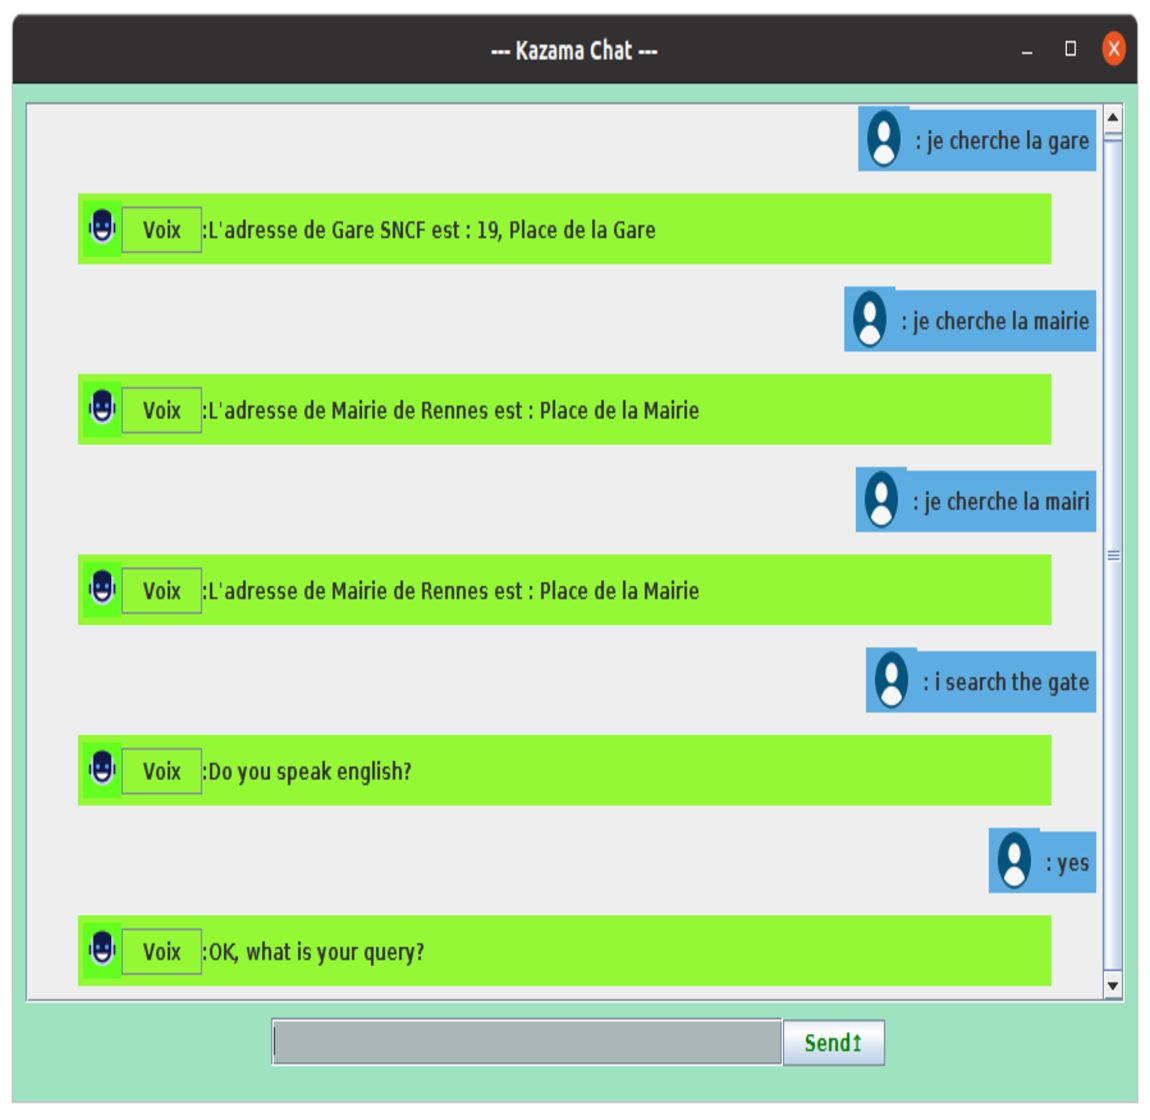 --- Kazama Chat ---
: je cherche la gare
Voix :L'adresse de Gare SNCF est : 19, Place de la Gare
: je cherche la mairie
Voix :L'adresse de Mairie de Rennes est : Place de la Mairie
: je cherche la mairi
Voix :L'adresse de Mairie de Rennes est : Place de la Mairie
: i search the gate
Voix :Do you speak english?
: yes
Voix :OK, what is your query?
Send↥